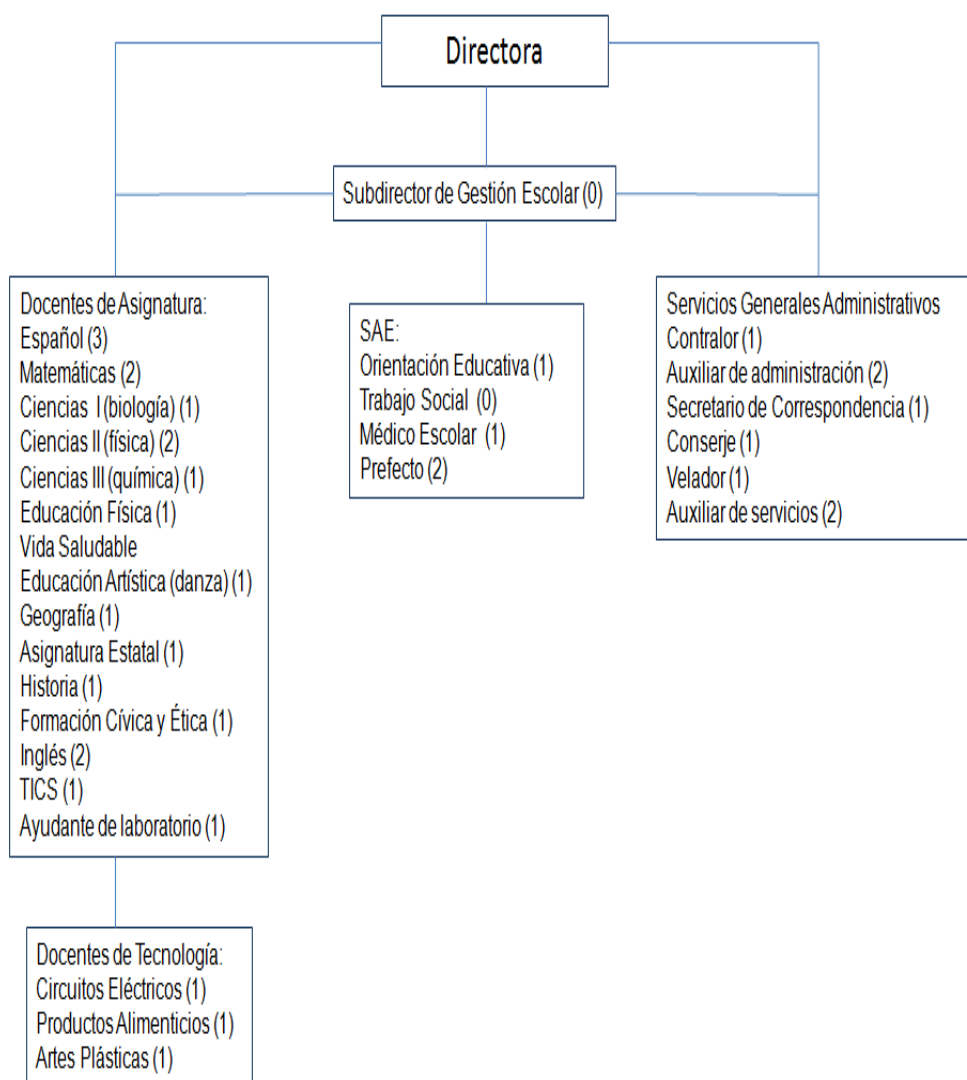 Directora
Subdirector de Gestión Escolar (0)
Docentes de Asignatura:
Español (3)
Matemáticas (2)
Ciencias I (biología) (1)
Ciencias II (física) (2)
Ciencias III (química) (1)
Educación Física (1)
Vida Saludable
Educación Artística (danza) (1)
Geografía (1)
Asignatura Estatal (1)
Historia (1)
Formación Cívica y Ética (1)
Inglés (2)
TICS (1)
Ayudante de laboratorio (1)
SAE:
Orientación Educativa (1)
Trabajo Social (0)
Médico Escolar (1)
Prefecto (2)
Servicios Generales Administrativos
Contralor (1)
Auxiliar de administración (2)
Secretario de Correspondencia (1)
Conserje (1)
Velador (1)
Auxiliar de servicios (2)
Docentes de Tecnología:
Circuitos Eléctricos (1)
Productos Alimenticios (1)
Artes Plásticas (1)